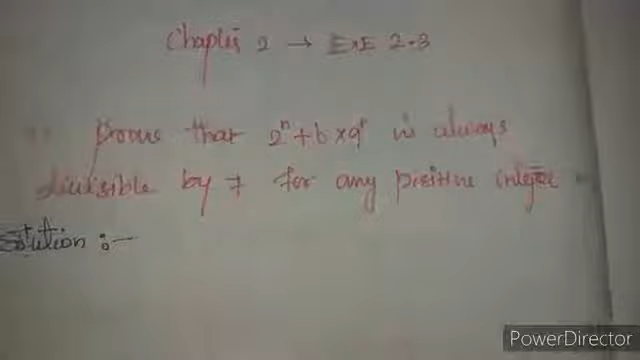 Chapter 2 → EXE 2.3
Prove that 2ⁿ + 6 × 9ⁿ is always
divisible by 7 for any positive integer
Solution :-
PowerDirector